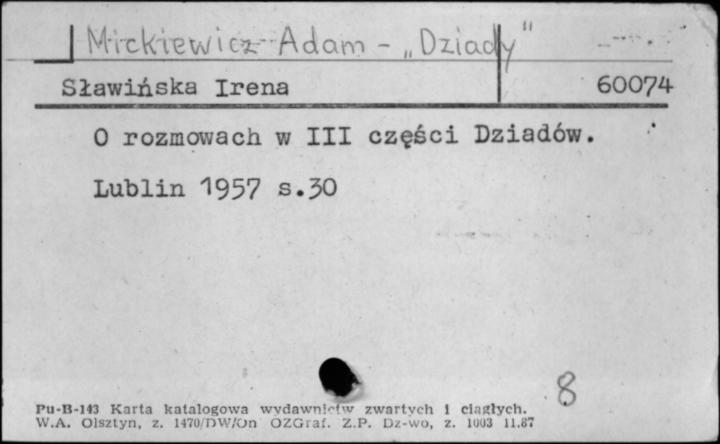 Mickiewicz Adam - „Dziady"
Sławińska Irena 60074
O rozmowach w III części Dziadów.
Lublin 1957 s.30
8
Pu-B-143 Karta katalogowa wydawnictw zwartych i ciągłych.
W.A. Olsztyn, z. 1470/DW/On OZGraf. Z.P. Dz-wo, z. 1003 11.87